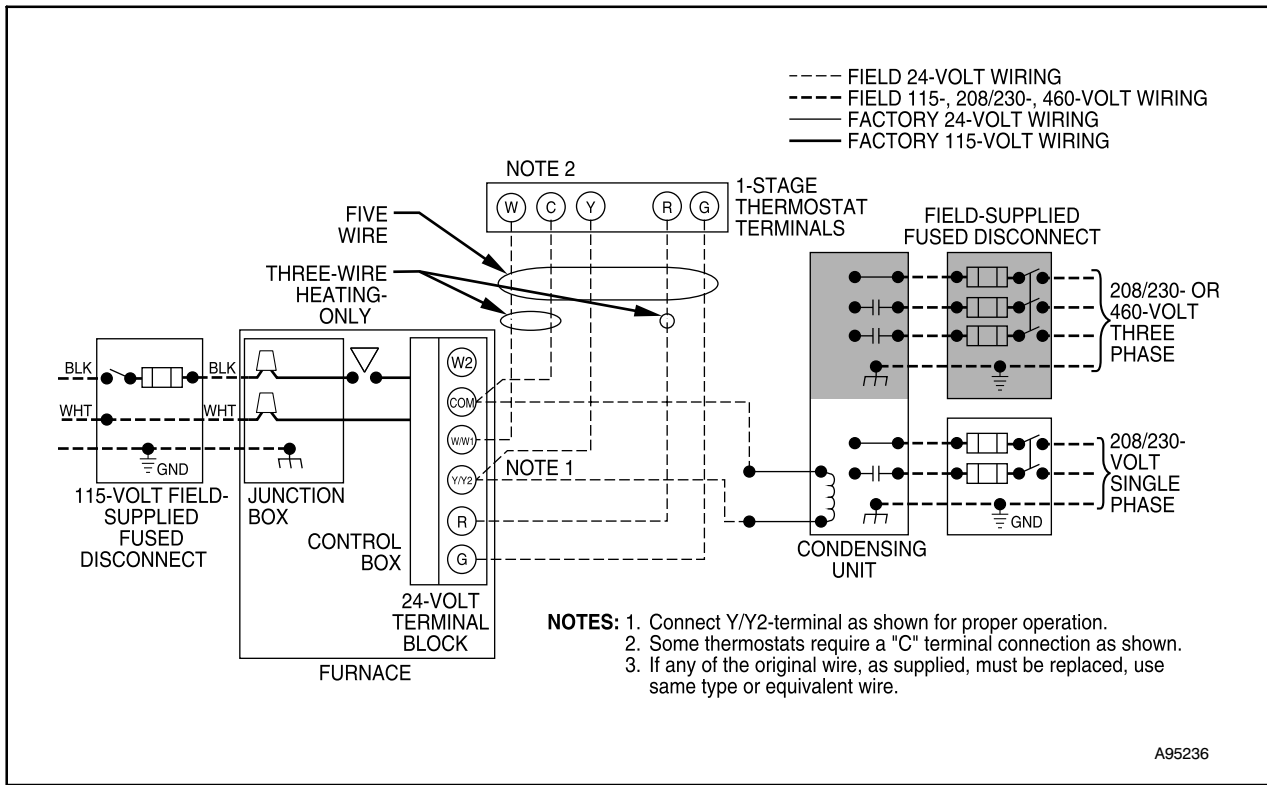 FIELD 24-VOLT WIRING
FIELD 115-, 208/230-, 460-VOLT WIRING
FACTORY 24-VOLT WIRING
FACTORY 115-VOLT WIRING
NOTE 2
W C Y R G
1-STAGE
THERMOSTAT
TERMINALS
FIVE
WIRE
THREE-WIRE
HEATING-
ONLY
FIELD-SUPPLIED
FUSED DISCONNECT
208/230- OR
460-VOLT
THREE
PHASE
BLK
BLK
WHT
WHT
GND
W2
COM
W/W1
Y/Y2
R
G
NOTE 1
115-VOLT FIELD-
SUPPLIED
FUSED
DISCONNECT
JUNCTION
BOX
CONTROL
BOX
24-VOLT
TERMINAL
BLOCK
FURNACE
208/230-
VOLT
SINGLE
PHASE
GND
CONDENSING
UNIT
NOTES: 1. Connect Y/Y2-terminal as shown for proper operation.
2. Some thermostats require a "C" terminal connection as shown.
3. If any of the original wire, as supplied, must be replaced, use
same type or equivalent wire.
A95236